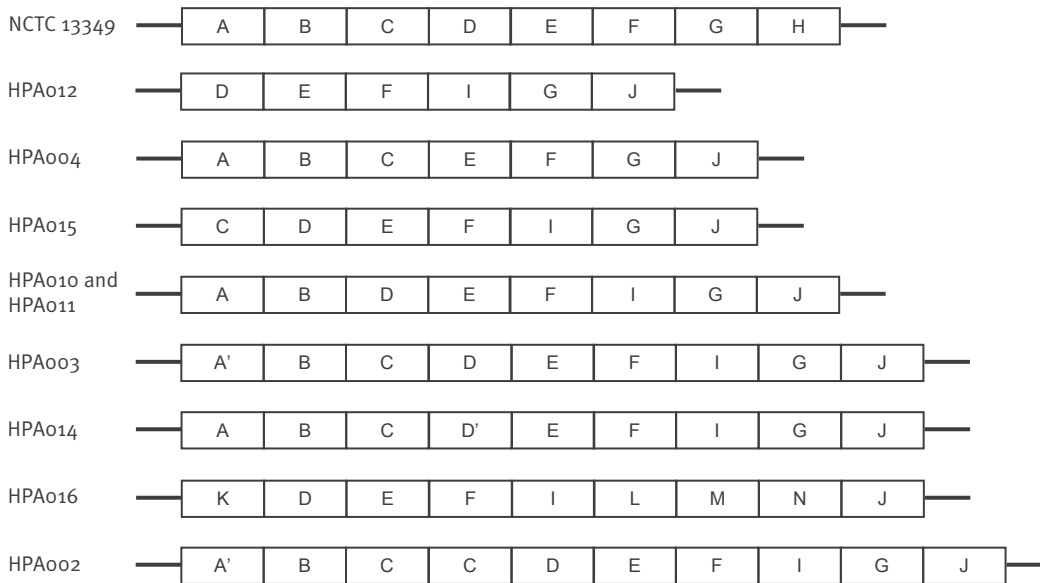 NCTC 13349 A B C D E F G H
HPA012 D E F I G J
HPA004 A B C E F G J
HPA015 C D E F I G J
HPA010 and
HPA011 A B D E F I G J
HPA003 A' B C D E F I G J
HPA014 A B C D' E F I G J
HPA016 K D E F I L M N J
HPA002 A' B C C D E F I G J